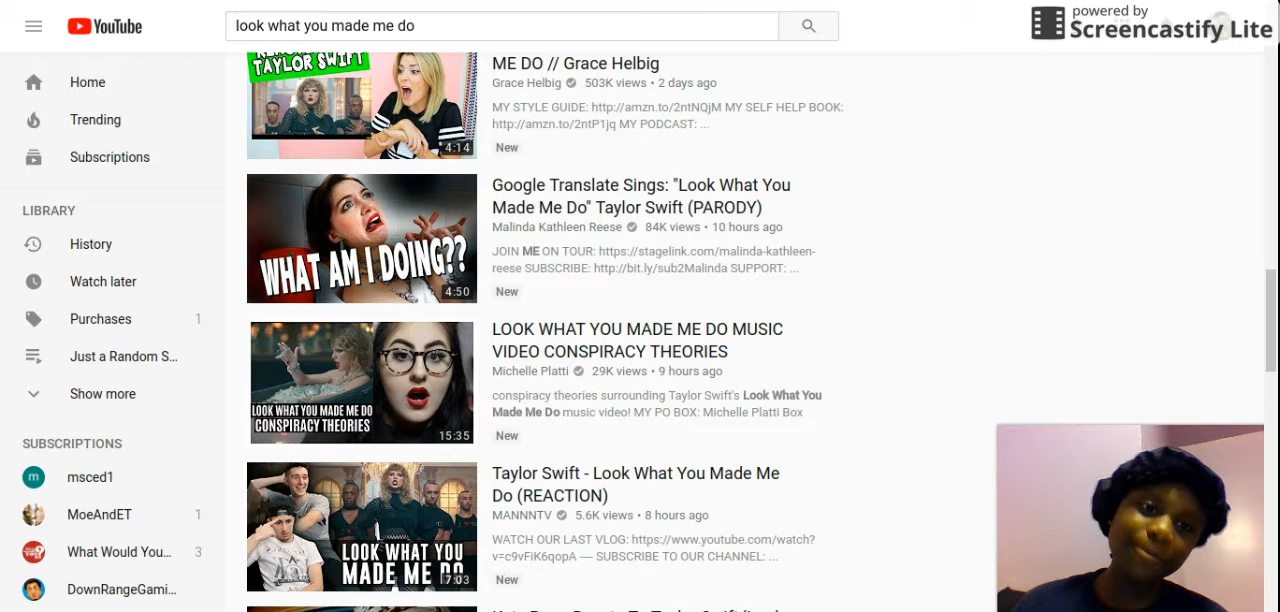 YouTube
look what you made me do
powered by
Screencastify Lite
Home
Trending
Subscriptions
LIBRARY
History
Watch later
Purchases 1
Just a Random S...
Show more
SUBSCRIPTIONS
msced1
MoeAndET 1
What Would You... 3
DownRangeGami...
TAYLOR SWIFT
4:14
ME DO // Grace Helbig
Grace Helbig 503K views • 2 days ago
MY STYLE GUIDE: http://amzn.to/2ntNQjM MY SELF HELP BOOK:
http://amzn.to/2ntP1jq MY PODCAST: ...
New
WHAT AM I DOING??
4:50
Google Translate Sings: "Look What You
Made Me Do" Taylor Swift (PARODY)
Malinda Kathleen Reese 84K views • 10 hours ago
JOIN ME ON TOUR: https://stagelink.com/malinda-kathleen-
reese SUBSCRIBE: http://bit.ly/sub2Malinda SUPPORT: ...
New
LOOK WHAT YOU MADE ME DO
CONSPIRACY THEORIES
15:35
LOOK WHAT YOU MADE ME DO MUSIC
VIDEO CONSPIRACY THEORIES
Michelle Platti 29K views • 9 hours ago
conspiracy theories surrounding Taylor Swift's Look What You
Made Me Do music video! MY PO BOX: Michelle Platti Box
New
LOOK WHAT YOU
MADE ME DO
7:03
Taylor Swift - Look What You Made Me
Do (REACTION)
MANNNTV 5.6K views • 8 hours ago
WATCH OUR LAST VLOG: https://www.youtube.com/watch?
v=c9vFiK6qopA — SUBSCRIBE TO OUR CHANNEL: ...
New